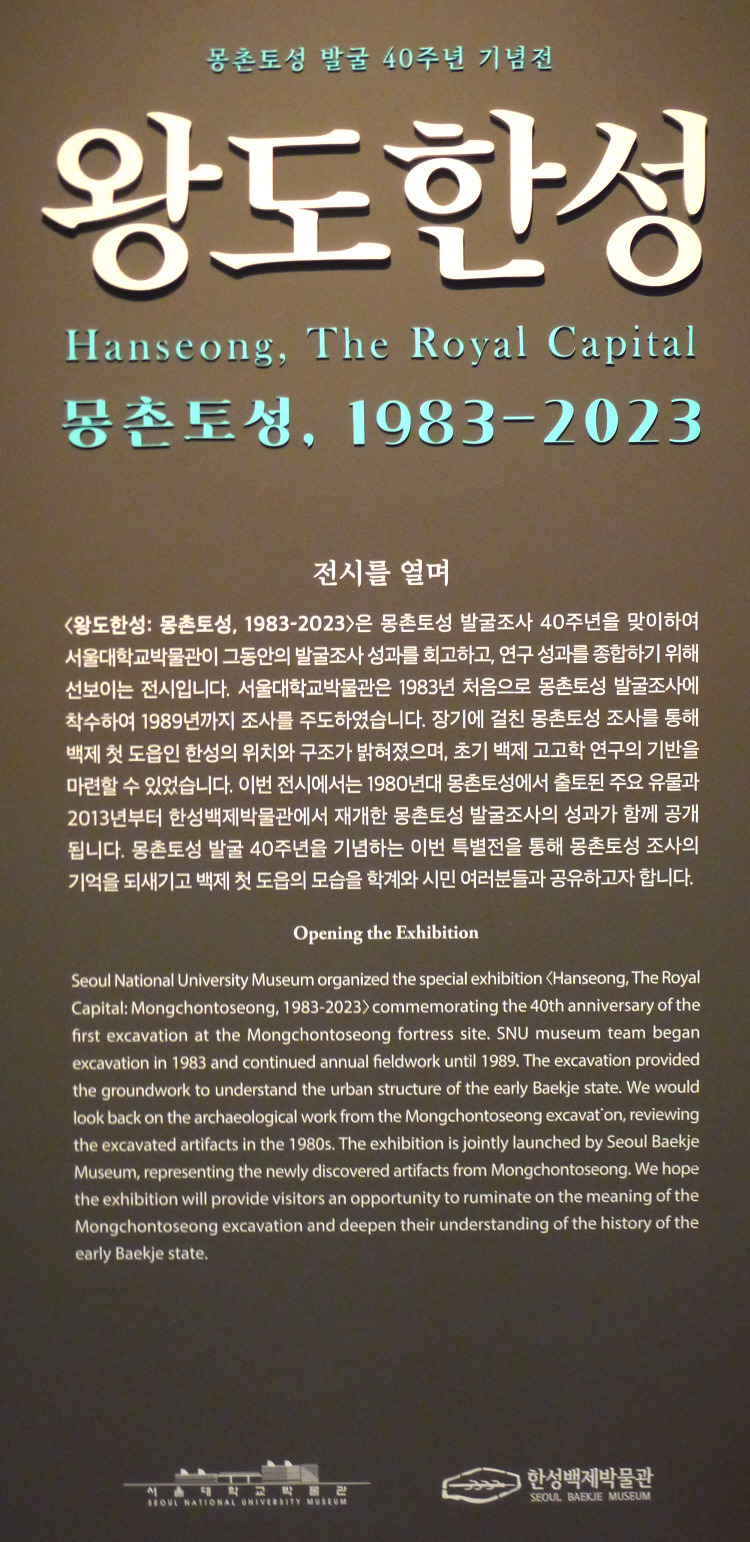 몽촌토성 발굴 40주년 기념전
왕도한성
Hanseong, The Royal Capital
몽촌토성, 1983-2023
전시를 열며
〈왕도한성: 몽촌토성, 1983-2023〉은 몽촌토성 발굴조사 40주년을 맞이하여
서울대학교박물관이 그동안의 발굴조사 성과를 회고하고, 연구 성과를 종합하기 위해
선보이는 전시입니다. 서울대학교박물관은 1983년 처음으로 몽촌토성 발굴조사에
착수하여 1989년까지 조사를 주도하였습니다. 장기에 걸친 몽촌토성 조사를 통해
백제 첫 도읍인 한성의 위치와 구조가 밝혀졌으며, 초기 백제 고고학 연구의 기반을
마련할 수 있었습니다. 이번 전시에서는 1980년대 몽촌토성에서 출토된 주요 유물과
2013년부터 한성백제박물관에서 재개한 몽촌토성 발굴조사의 성과가 함께 공개
됩니다. 몽촌토성 발굴 40주년을 기념하는 이번 특별전을 통해 몽촌토성 조사의
기억을 되새기고 백제 첫 도읍의 모습을 학계와 시민 여러분들과 공유하고자 합니다.
Opening the Exhibition
Seoul National University Museum organized the special exhibition 〈Hanseong, The Royal
Capital: Mongchontoseong, 1983-2023〉 commemorating the 40th anniversary of the
first excavation at the Mongchontoseong fortress site. SNU museum team began
excavation in 1983 and continued annual fieldwork until 1989. The excavation provided
the groundwork to understand the urban structure of the early Baekje state. We would
look back on the archaeological work from the Mongchontoseong excavation, reviewing
the excavated artifacts in the 1980s. The exhibition is jointly launched by Seoul Baekje
Museum, representing the newly discovered artifacts from Mongchontoseong. We hope
the exhibition will provide visitors an opportunity to ruminate on the meaning of the
Mongchontoseong excavation and deepen their understanding of the history of the
early Baekje state.
서울대학교박물관
SEOUL NATIONAL UNIVERSITY MUSEUM
한성백제박물관
SEOUL BAEKJE MUSEUM